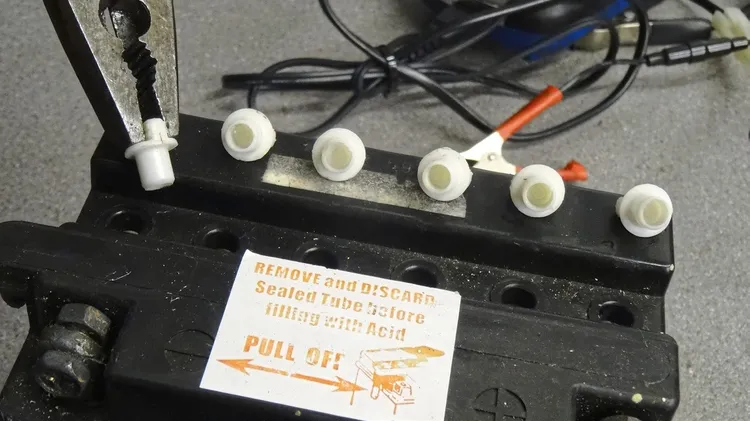 REMOVE and DISCARD
Sealed Tube before
filling with Acid
PULL OFF!